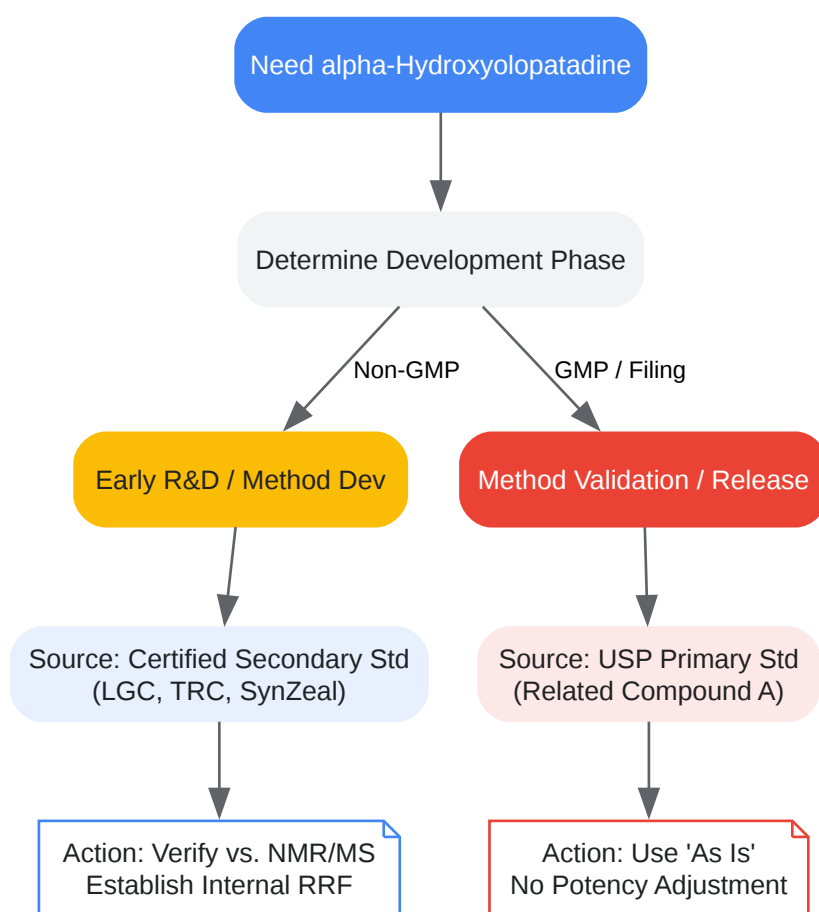 Need alpha-Hydroxyolopatadine
Determine Development Phase
Non-GMP
GMP / Filing
Early R&D / Method Dev
Method Validation / Release
Source: Certified Secondary Std
(LGC, TRC, SynZeal)
Source: USP Primary Std
(Related Compound A)
Action: Verify vs. NMR/MS
Establish Internal RRF
Action: Use 'As Is'
No Potency Adjustment